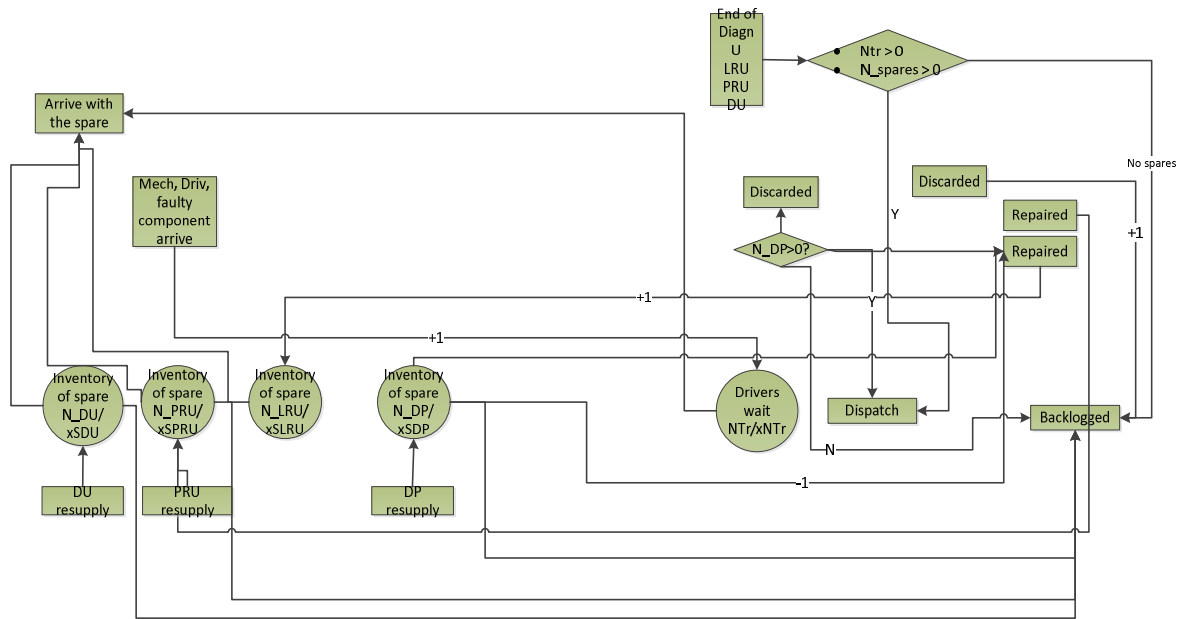 End of
Diagn
U
LRU
PRU
DU
Ntr >0
N_spares >0
Arrive with
the spare
No spares
Mech, Driv,
faulty
component
arrive
Discarded
Discarded
Repaired
Y
+1
N_DP>0?
Repaired
+1
Y
+1
Inventory
of spare
N_DU/
xSDU
Inventory
of spare
N_PRU/
xSPRU
Inventory
of spare
N_LRU/
xSLRU
Inventory
of spare
N_DP/
xSDP
Drivers
wait
NTr/xNTr
Dispatch
Backlogged
N
-1
DU
resupply
PRU
resupply
DP
resupply